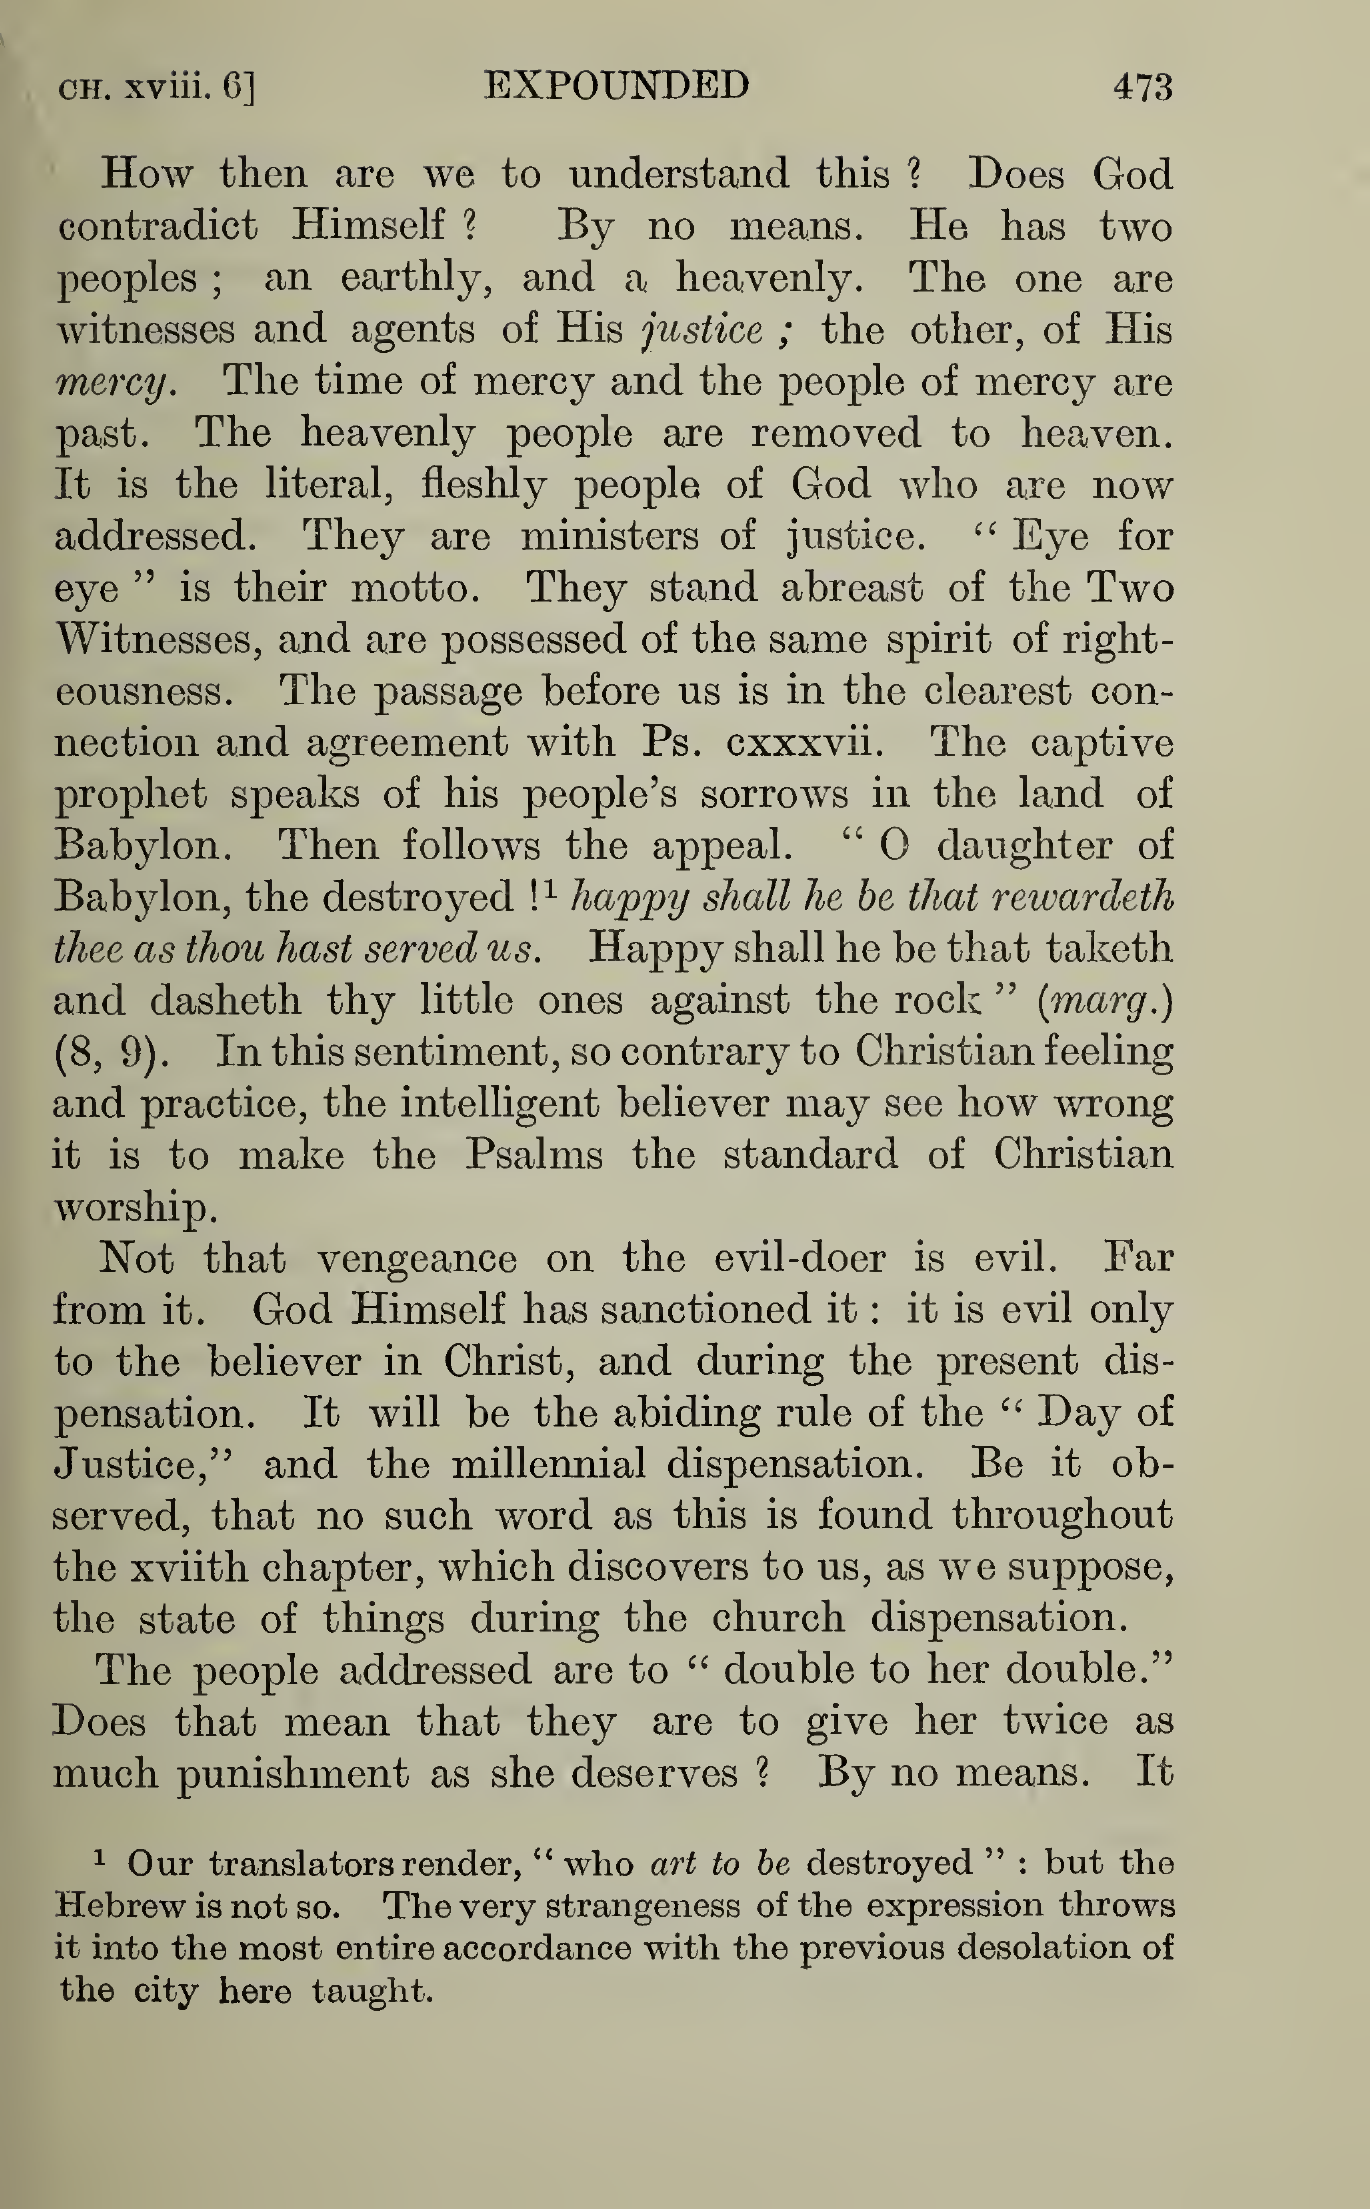 CH. xviii. 6] EXPOUNDED 473
How then are we to understand this ? Does God
contradict Himself ? By no means. He has two
peoples ; an earthly, and a heavenly. The one are
witnesses and agents of His justice ; the other, of His
mercy. The time of mercy and the people of mercy are
past. The heavenly people are removed to heaven.
It is the literal, fleshly people of God who are now
addressed. They are ministers of justice. “ Eye for
eye ” is their motto. They stand abreast of the Two
Witnesses, and are possessed of the same spirit of right-
eousness. The passage before us is in the clearest con-
nection and agreement with Ps. cxxxvii. The captive
prophet speaks of his people’s sorrows in the land of
Babylon. Then follows the appeal. “ O daughter of
Babylon, the destroyed !¹ happy shall he be that rewardeth
thee as thou hast served us. Happy shall he be that taketh
and dasheth thy little ones against the rock ” (marg.)
(8, 9). In this sentiment, so contrary to Christian feeling
and practice, the intelligent believer may see how wrong
it is to make the Psalms the standard of Christian
worship.
Not that vengeance on the evil-doer is evil. Far
from it. God Himself has sanctioned it : it is evil only
to the believer in Christ, and during the present dis-
pensation. It will be the abiding rule of the “ Day of
Justice,” and the millennial dispensation. Be it ob-
served, that no such word as this is found throughout
the xviith chapter, which discovers to us, as we suppose,
the state of things during the church dispensation.
The people addressed are to “ double to her double.”
Does that mean that they are to give her twice as
much punishment as she deserves ? By no means. It
¹ Our translators render, “ who art to be destroyed ” : but the
Hebrew is not so. The very strangeness of the expression throws
it into the most entire accordance with the previous desolation of
the city here taught.